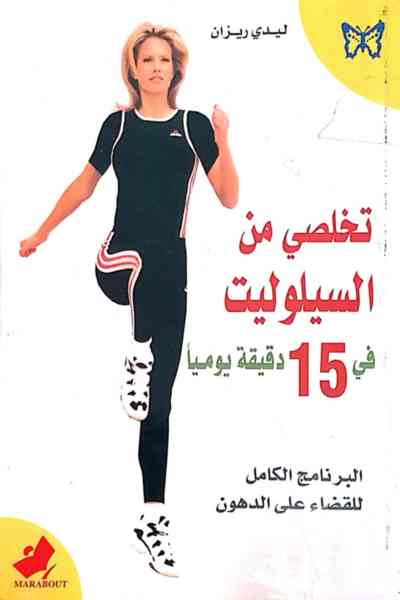 ليدي ريزان
تخلصي من
السيلوليت
في 15 دقيقة يومياً
البرنامج الكامل
للقضاء على الدهون
MARABOUT